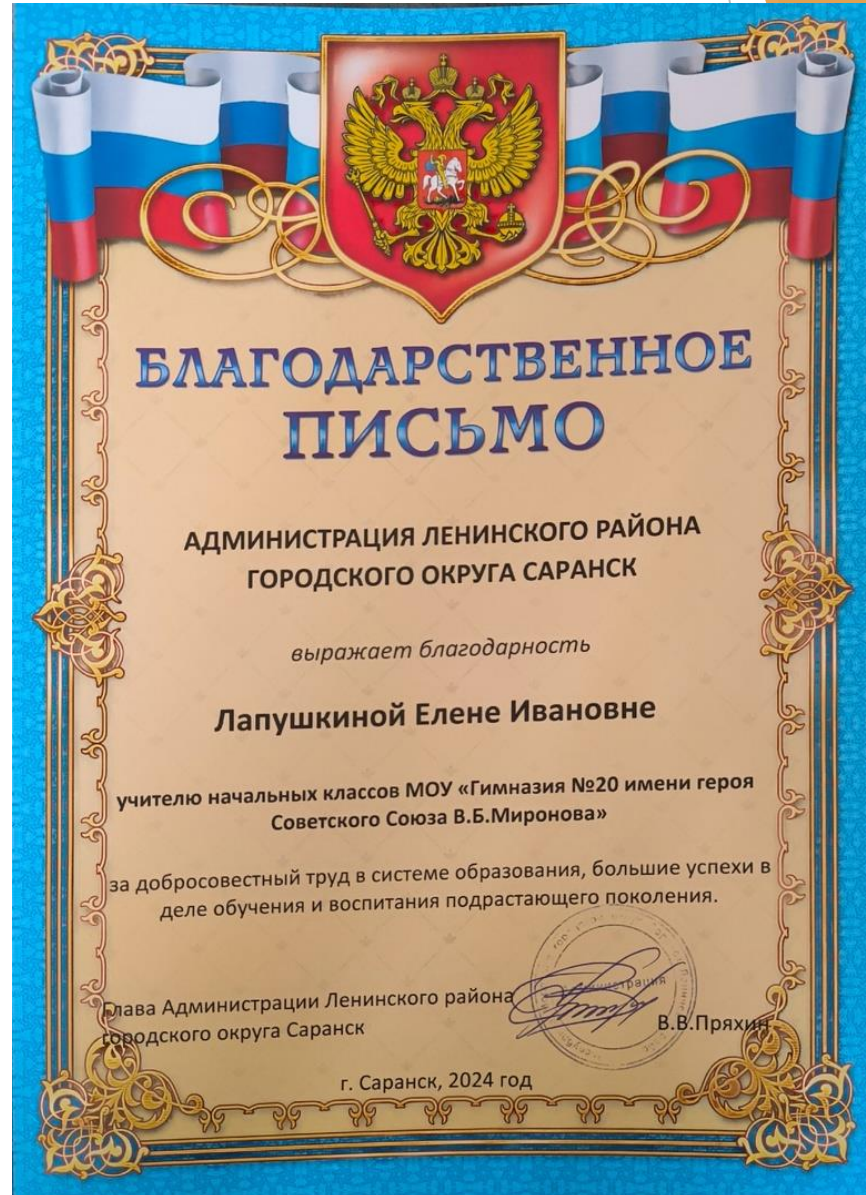 БЛАГОДАРСТВЕННОЕ
ПИСЬМО
АДМИНИСТРАЦИЯ ЛЕНИНСКОГО РАЙОНА
ГОРОДСКОГО ОКРУГА САРАНСК
выражает благодарность
Лапушкиной Елене Ивановне
учителю начальных классов МОУ «Гимназия №20 имени героя
Советского Союза В.Б.Миронова»
за добросовестный труд в системе образования, большие успехи в
деле обучения и воспитания подрастающего поколения.
Глава Администрации Ленинского района
городского округа Саранск
В.В.Пряхин
г. Саранск, 2024 год